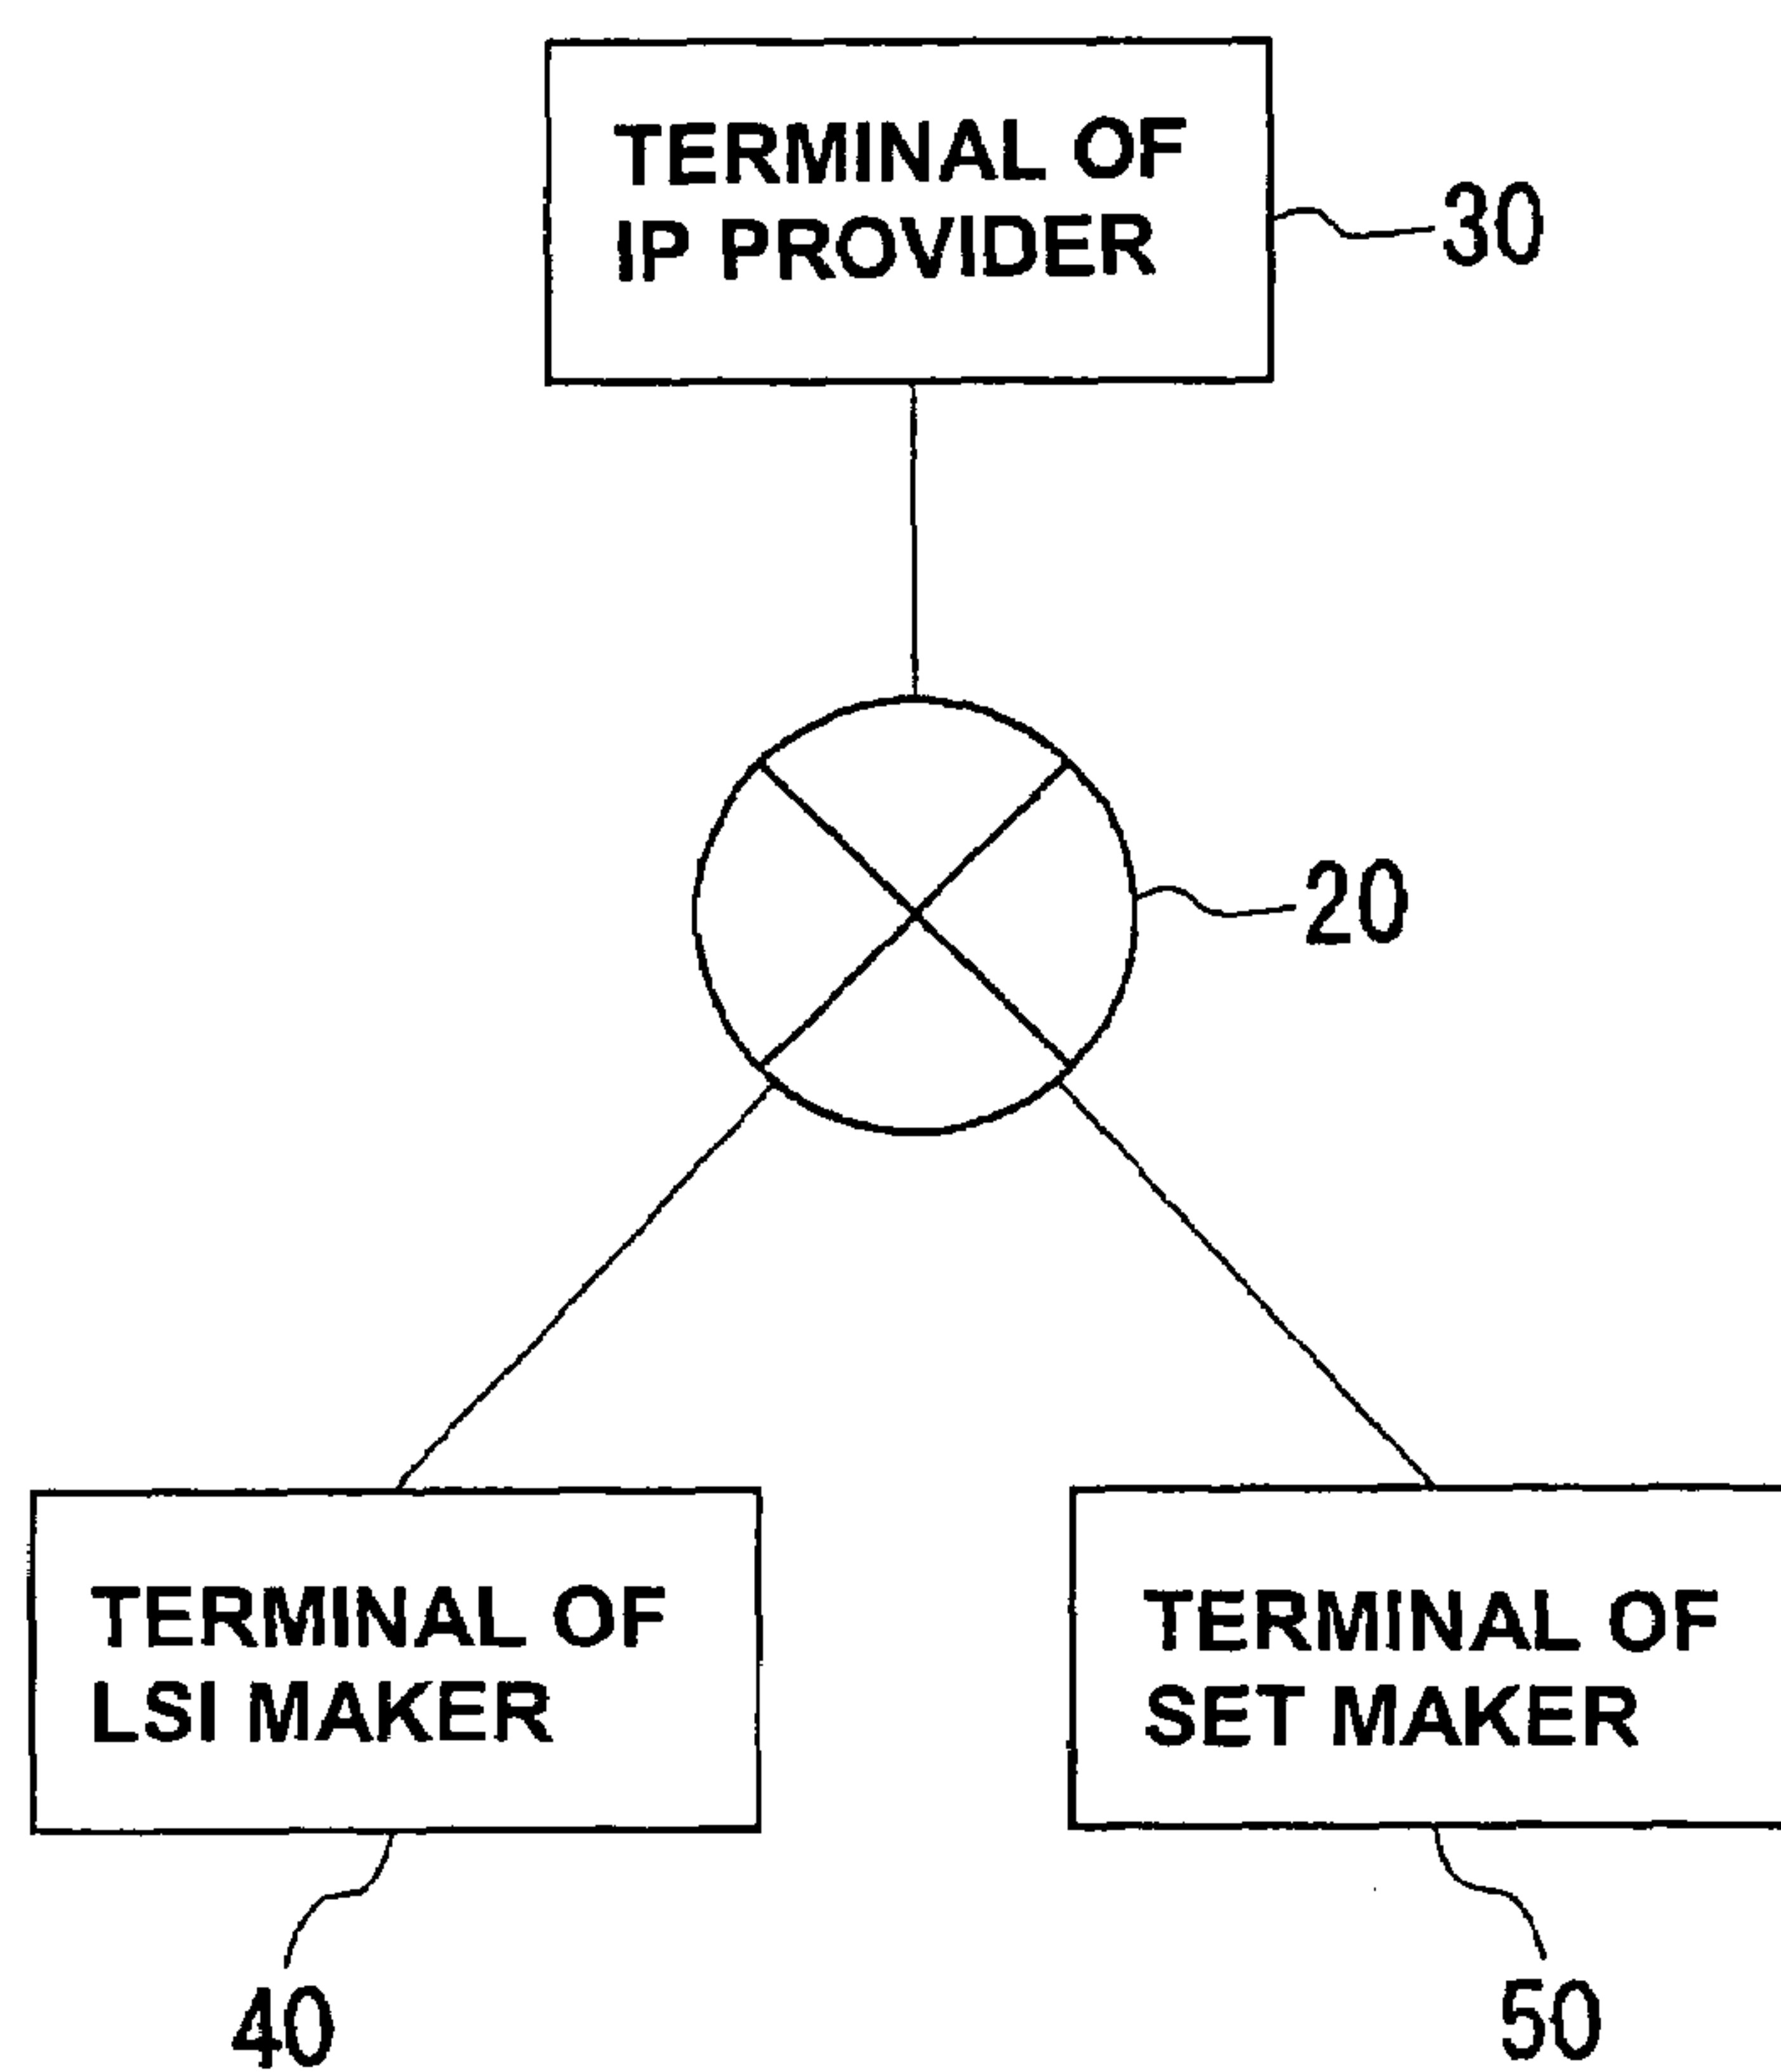 TERMINAL OF
IP PROVIDER
30
20
TERMINAL OF
LSI MAKER
TERMINAL OF
SET MAKER
40
50